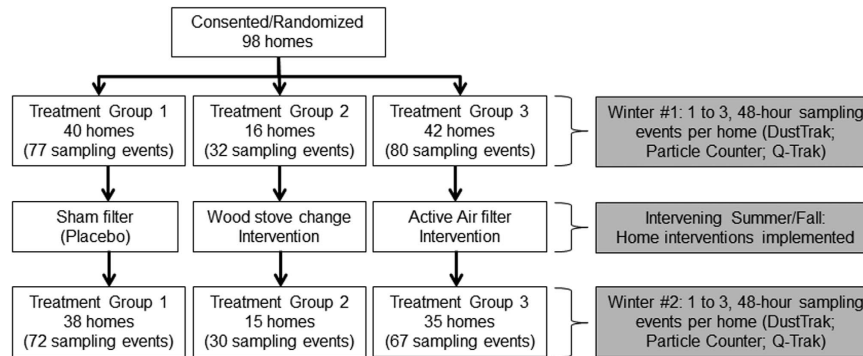 Consented/Randomized
98 homes
Treatment Group 1
40 homes
(77 sampling events)
Treatment Group 2
16 homes
(32 sampling events)
Treatment Group 3
42 homes
(80 sampling events)
Winter #1: 1 to 3, 48-hour sampling
events per home (DustTrak;
Particle Counter; Q-Trak)
Sham filter
(Placebo)
Wood stove change
Intervention
Active Air filter
Intervention
Intervening Summer/Fall:
Home interventions implemented
Treatment Group 1
38 homes
(72 sampling events)
Treatment Group 2
15 homes
(30 sampling events)
Treatment Group 3
35 homes
(67 sampling events)
Winter #2: 1 to 3, 48-hour sampling
events per home (DustTrak;
Particle Counter; Q-Trak)